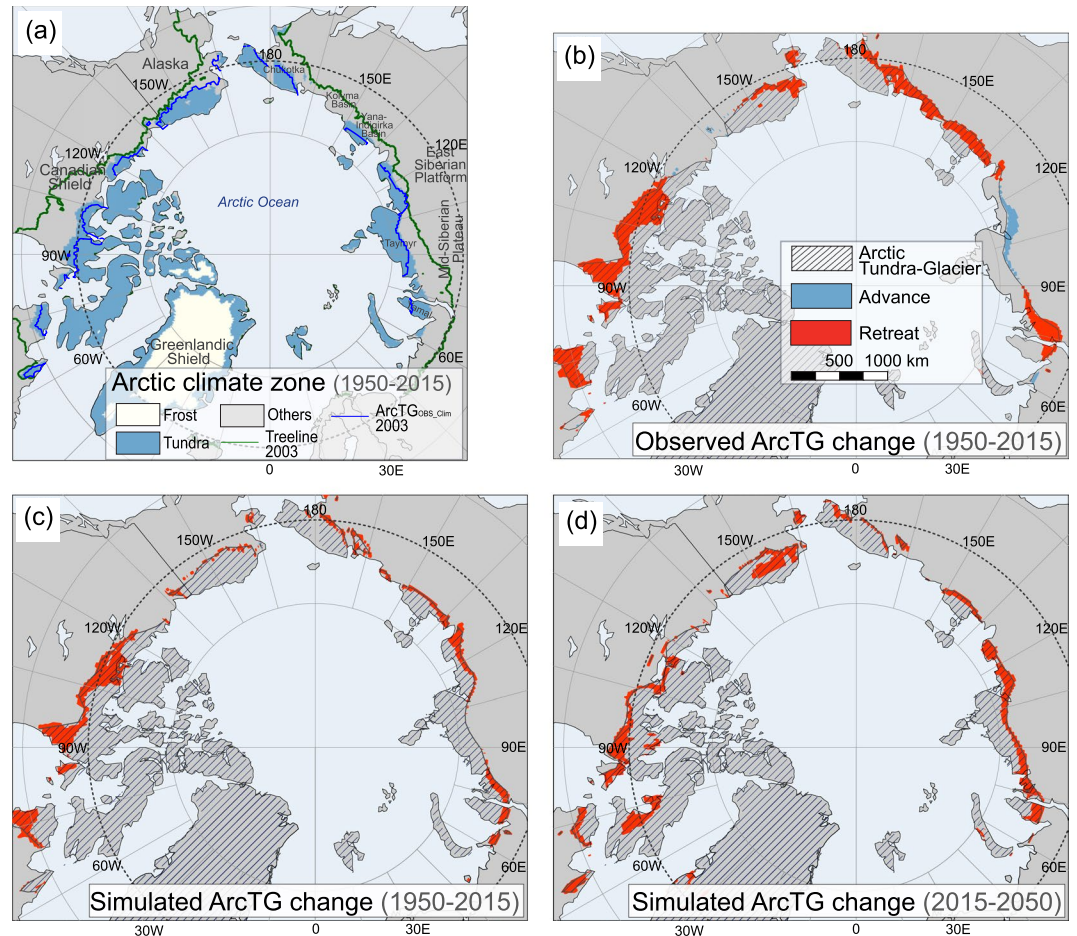 (a)
Alaska
180
Chukotka
150W
150E
Kolyma
Basin
Yana-
Indigirka
Basin
120W
120E
East
Siberian
Platform
Canadian
Shield
Arctic Ocean
Mid-Siberian
Plateau
Taymyr
90W
Yamal
Greenlandic
Shield
60W
60E
Arctic climate zone (1950-2015)
Frost
Others
ArcTG OBS_Clim
2003
Tundra
Treeline
2003
0
30E
(b)
180
150W
150E
120W
120E
Arctic
Tundra-Glacier
90W
90E
Advance
Retreat
500 1000 km
60W
60E
Observed ArcTG change (1950-2015)
30W
0
30E
(c)
180
150W
150E
0
120W
120E
90W
90E
60W
60E
Simulated ArcTG change (1950-2015)
30W
0
30E
(d)
180
150W
150E
0
120W
120E
90W
90E
60W
60E
Simulated ArcTG change (2015-2050)
30W
0
30E